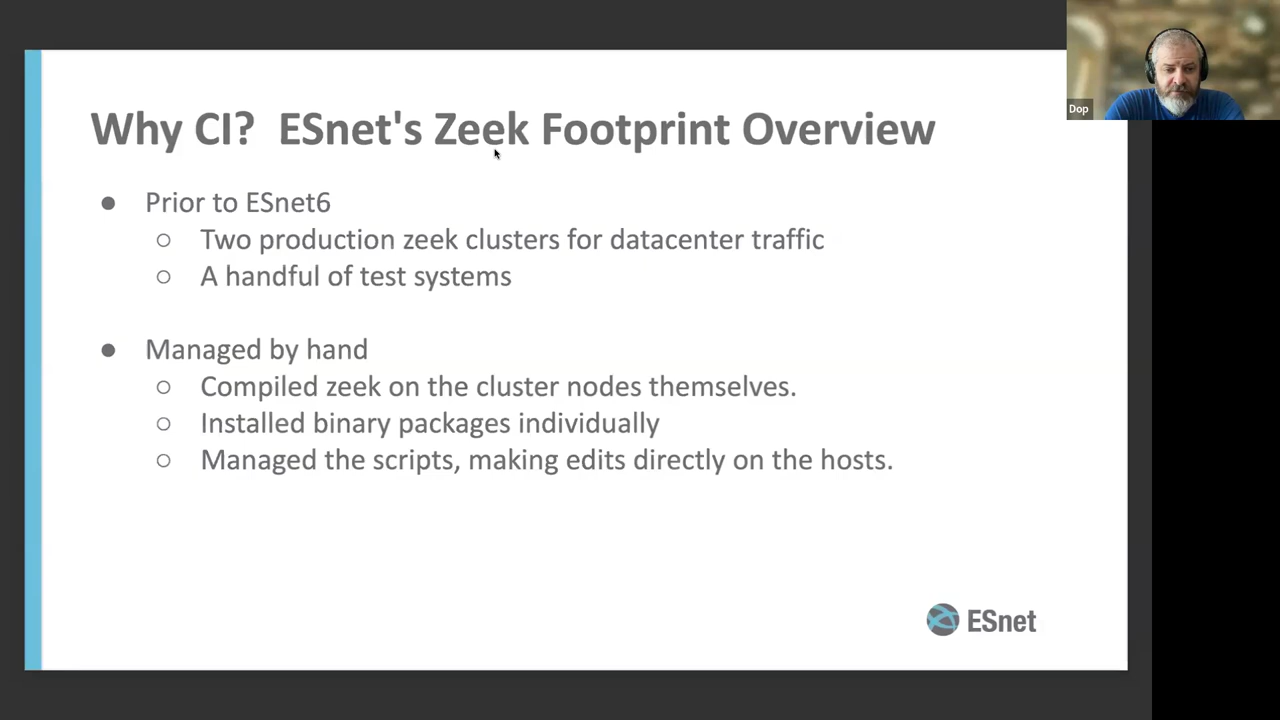 Why CI?  ESnet's Zeek Footprint Overview
● Prior to ESnet6
○ Two production zeek clusters for datacenter traffic
○ A handful of test systems
● Managed by hand
○ Compiled zeek on the cluster nodes themselves.
○ Installed binary packages individually
○ Managed the scripts, making edits directly on the hosts.
ESnet
Dop